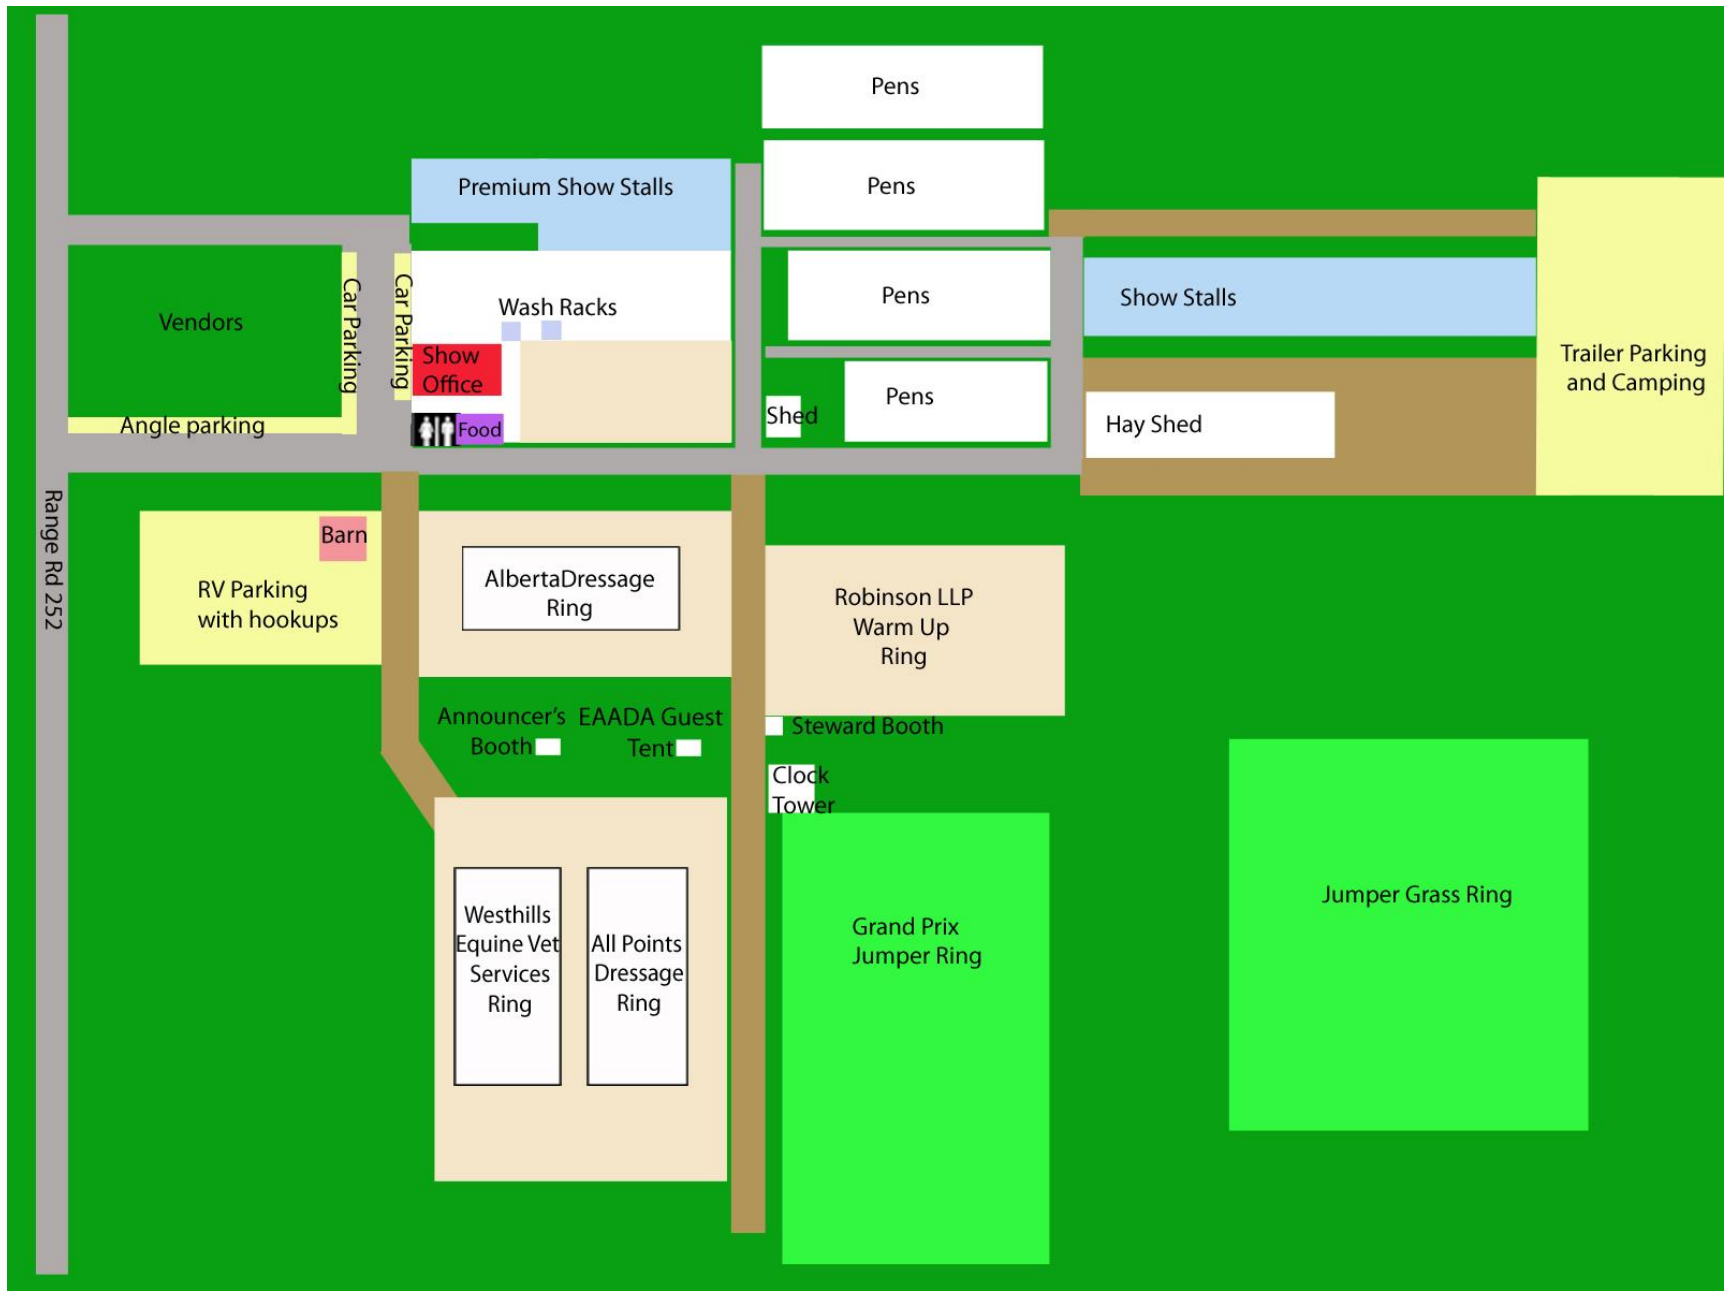 Pens
Pens
Premium Show Stalls
Pens
Show Stalls
Wash Racks
Vendors
Car Parking
Car Parking
Show
Office
Trailer Parking
and Camping
Pens
Shed
Hay Shed
Angle parking
Food
Range Rd 252
Barn
RV Parking
with hookups
AlbertaDressage
Ring
Robinson LLP
Warm Up
Ring
Announcer's
Booth
EAADA Guest
Tent
Steward Booth
Clock
Tower
Westhills
Equine Vet
Services
Ring
All Points
Dressage
Ring
Grand Prix
Jumper Ring
Jumper Grass Ring